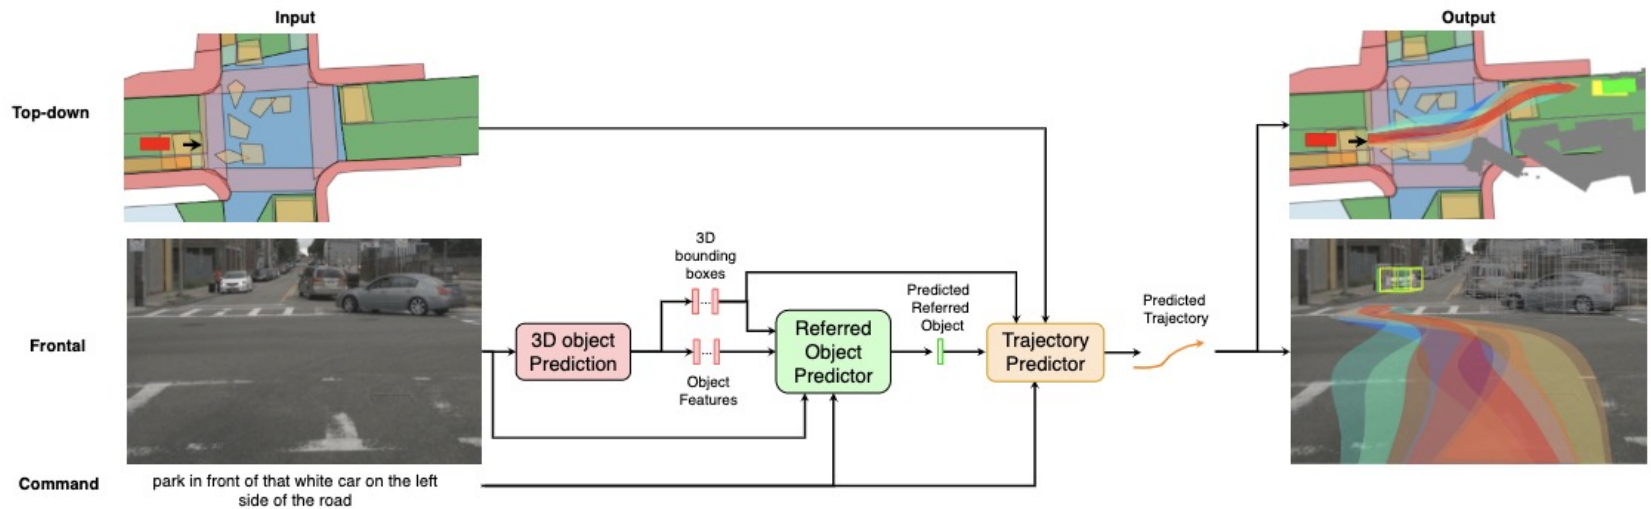 Input
Output
Top-down
3D
bounding
boxes
Predicted
Referred
Object
Predicted
Trajectory
Frontal
3D object
Prediction
Referred
Object
Predictor
Trajectory
Predictor
Object
Features
Command
park in front of that white car on the left
side of the road